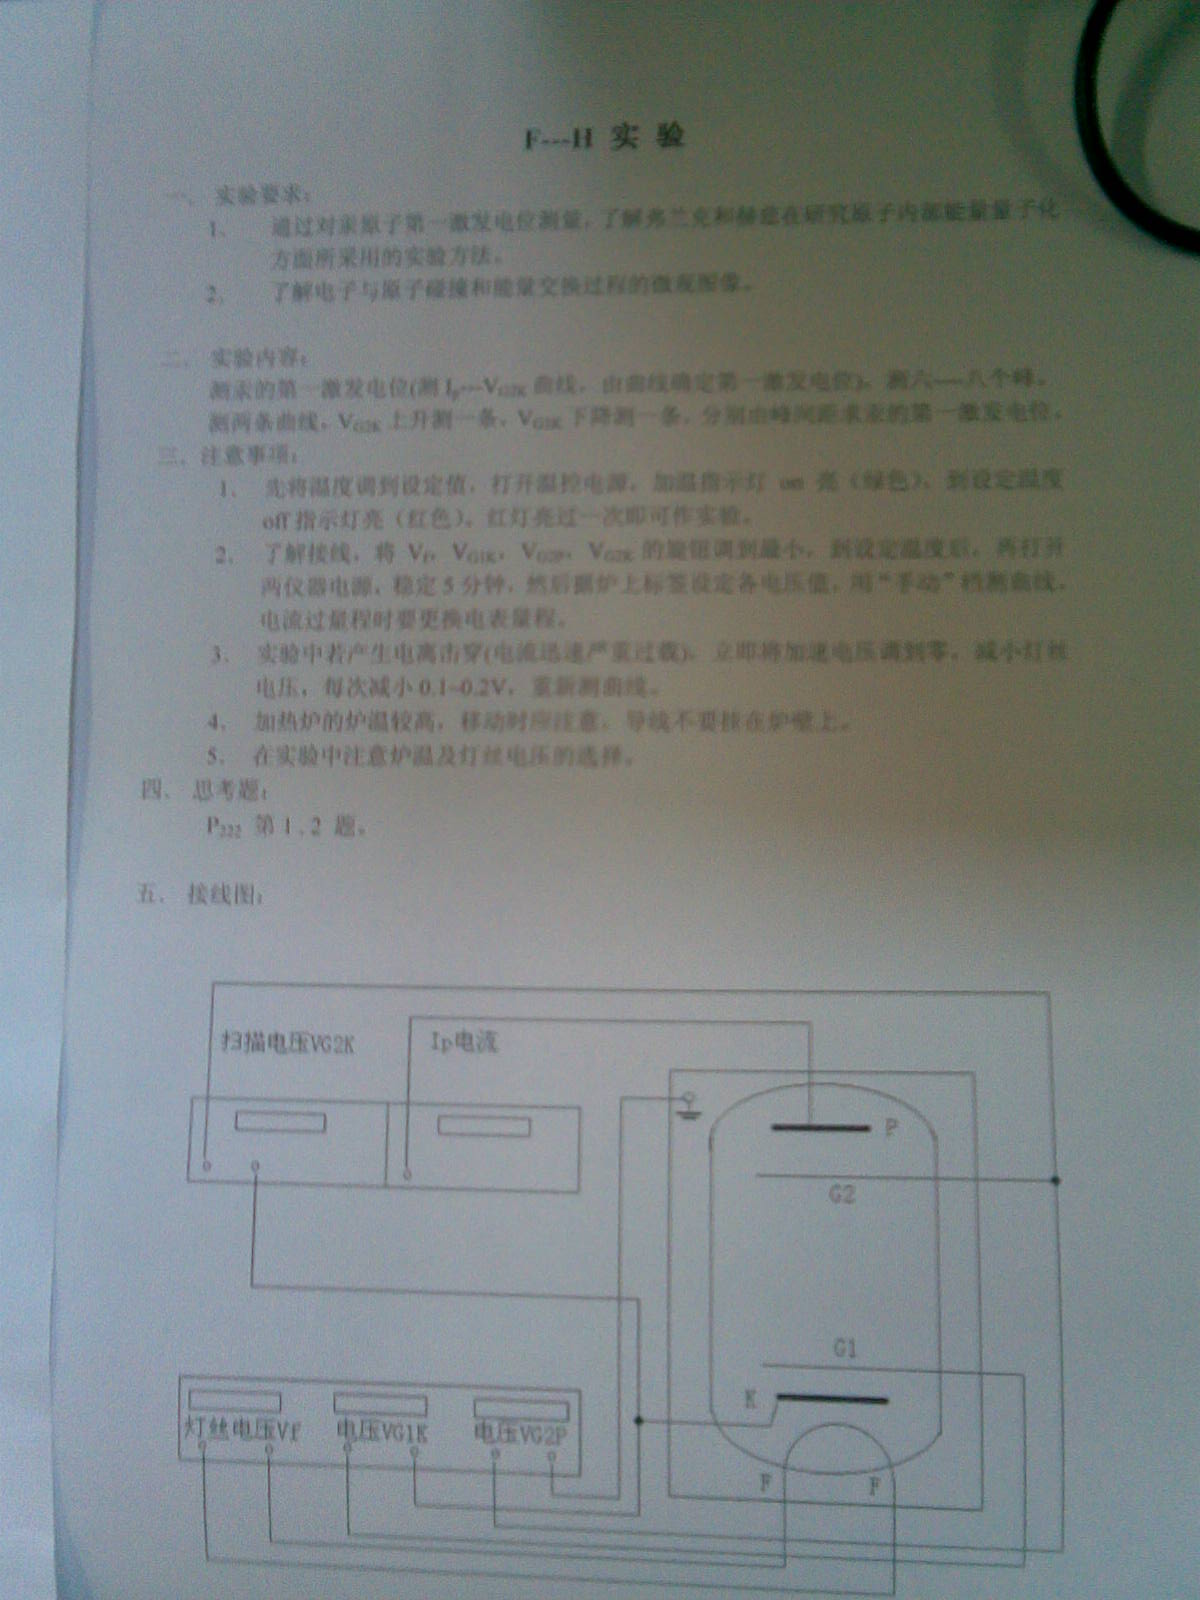 F---H 实 验
一、 实验要求：
1、 通过对汞原子第一激发电位测量，了解弗兰克和赫兹在研究原子内部能量量子化
方面所采用的实验方法。
2、 了解电子与原子碰撞和能量交换过程的微观图像。
二、 实验内容：
测汞的第一激发电位(测 Ip---VG2K 曲线，由曲线确定第一激发电位)，测六---八个峰。
测两条曲线，VG2K 上升测一条，VG2K 下降测一条，分别由峰间距求汞的第一激发电位。
三、注意事项：
1、 先将温度调到设定值，打开温控电源，加温指示灯 on 亮（绿色），到设定温度
off 指示灯亮（红色），红灯亮过一次即可作实验。
2、 了解接线，将 Vf、VG1K、VG2P、VG2K 的旋钮调到最小，到设定温度后，再打开
两仪器电源，稳定 5 分钟，然后据炉上标签设定各电压值，用“手动”档测曲线。
电流过量程时要更换电表量程。
3、 实验中若产生电离击穿(电流迅速严重过载)，立即将加速电压调到零，减小灯丝
电压，每次减小 0.1~0.2V，重新测曲线。
4、 加热炉的炉温较高，移动时应注意，导线不要挨在炉壁上。
5、 在实验中注意炉温及灯丝电压的选择。
四、 思考题：
P222 第 1 , 2 题。
五、 接线图：
扫描电压VG2K
Ip电流
P
G2
G1
K
灯丝电压Vf
电压VG1K
电压VG2P
F
F